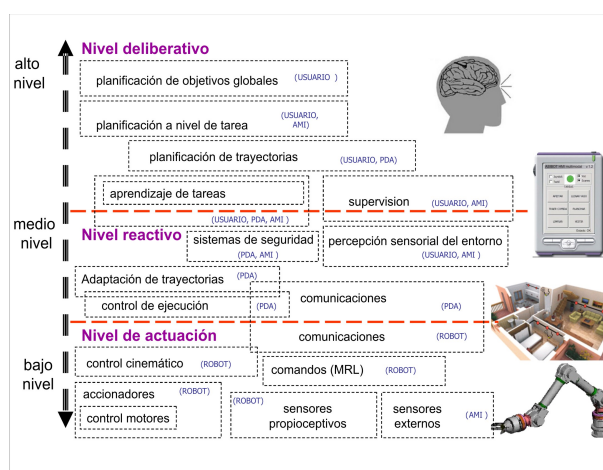 Nivel deliberativo
alto
nivel
planificación de objetivos globales (USUARIO )
planificación a nivel de tarea (USUARIO,
AMI)
planificación de trayectorias (USUARIO, PDA)
aprendizaje de tareas
supervision (USUARIO, AMI)
(USUARIO, PDA, AMI )
medio
nivel
Nivel reactivo
sistemas de seguridad
(PDA, AMI )
percepción sensorial del entorno
(USUARIO, AMI )
Adaptación de trayectorias (PDA)
control de ejecución (PDA)
comunicaciones (PDA)
Nivel de actuación
comunicaciones (ROBOT)
bajo
nivel
control cinemático (ROBOT)
comandos (MRL) (ROBOT)
accionadores (ROBOT)
control motores
(ROBOT) sensores
propioceptivos
sensores
externos (AMI )